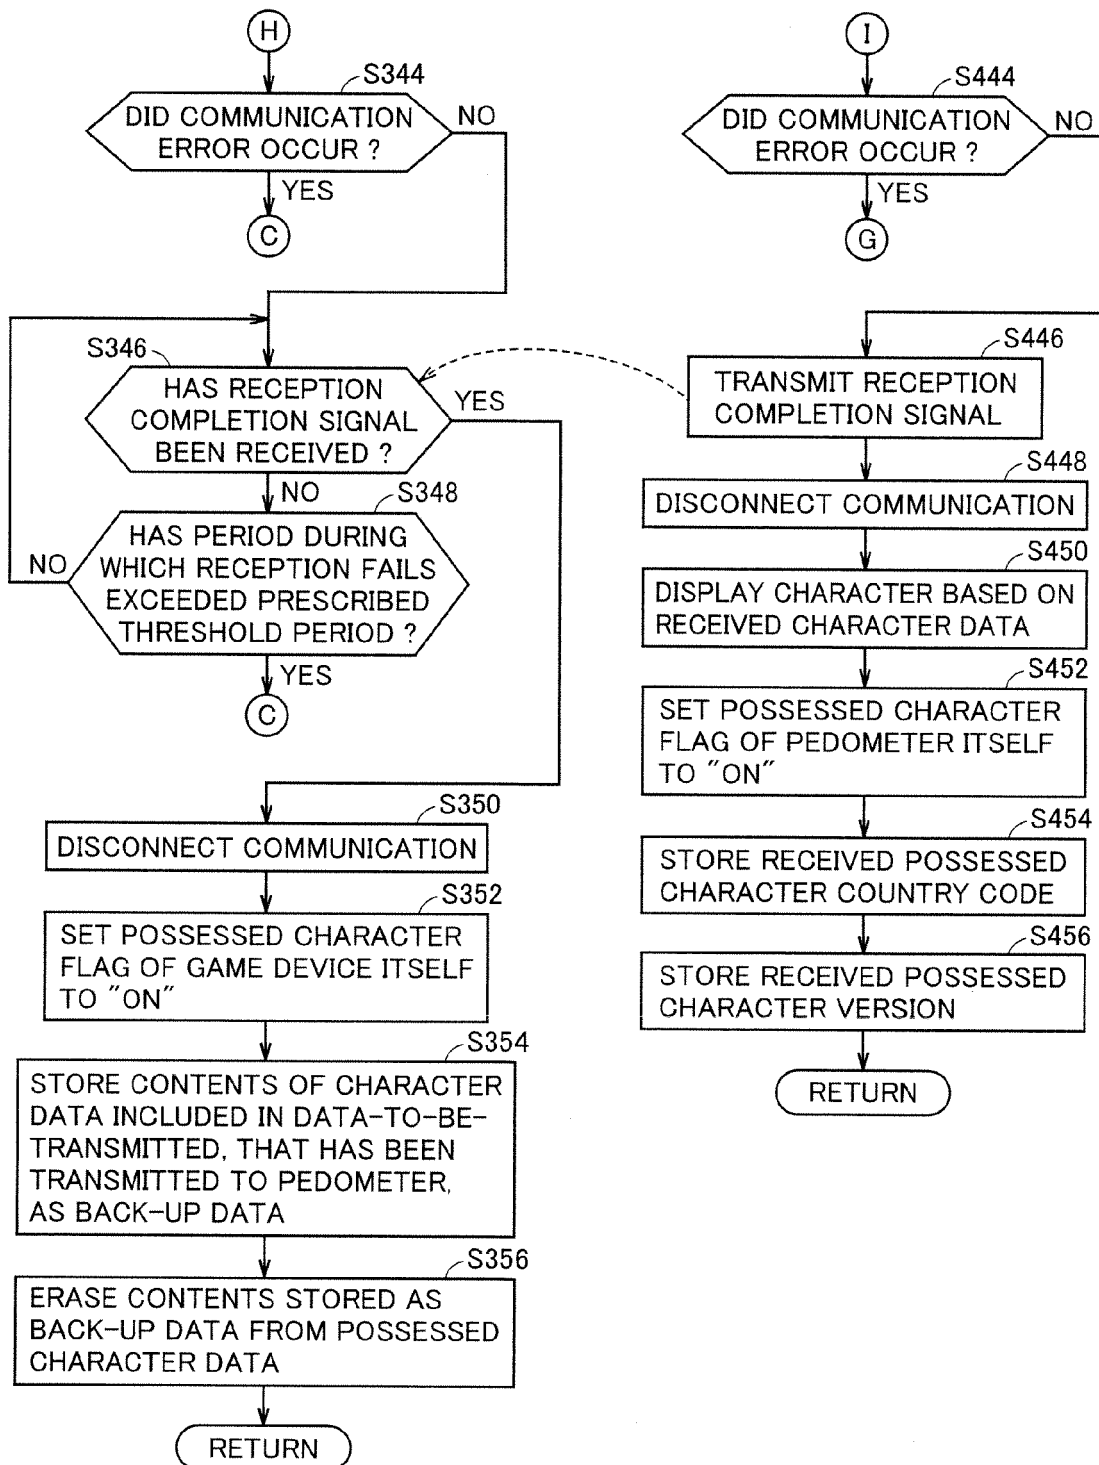 H
S344
DID COMMUNICATION
ERROR OCCUR ?
NO
YES
C
S346
HAS RECEPTION
COMPLETION SIGNAL
BEEN RECEIVED ?
YES
NO
S348
HAS PERIOD DURING
WHICH RECEPTION FAILS
EXCEEDED PRESCRIBED
THRESHOLD PERIOD ?
NO
YES
C
S350
DISCONNECT COMMUNICATION
S352
SET POSSESSED CHARACTER
FLAG OF GAME DEVICE ITSELF
TO "ON"
S354
STORE CONTENTS OF CHARACTER
DATA INCLUDED IN DATA-TO-BE-
TRANSMITTED, THAT HAS BEEN
TRANSMITTED TO PEDOMETER,
AS BACK-UP DATA
S356
ERASE CONTENTS STORED AS
BACK-UP DATA FROM POSSESSED
CHARACTER DATA
RETURN
I
S444
DID COMMUNICATION
ERROR OCCUR ?
NO
YES
G
S446
TRANSMIT RECEPTION
COMPLETION SIGNAL
S448
DISCONNECT COMMUNICATION
S450
DISPLAY CHARACTER BASED ON
RECEIVED CHARACTER DATA
S452
SET POSSESSED CHARACTER
FLAG OF PEDOMETER ITSELF
TO "ON"
S454
STORE RECEIVED POSSESSED
CHARACTER COUNTRY CODE
S456
STORE RECEIVED POSSESSED
CHARACTER VERSION
RETURN